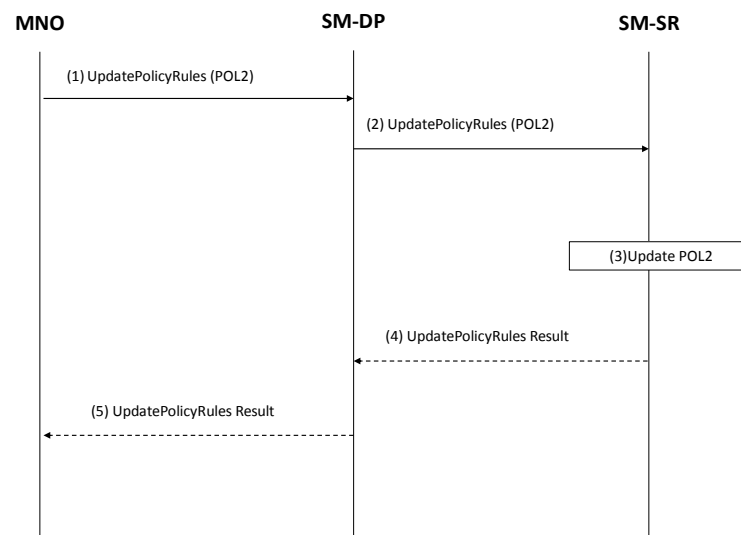 MNO SM-DP SM-SR
(1) UpdatePolicyRules (POL2)
(2) UpdatePolicyRules (POL2)
(3)Update POL2
(4) UpdatePolicyRules Result
(5) UpdatePolicyRules Result